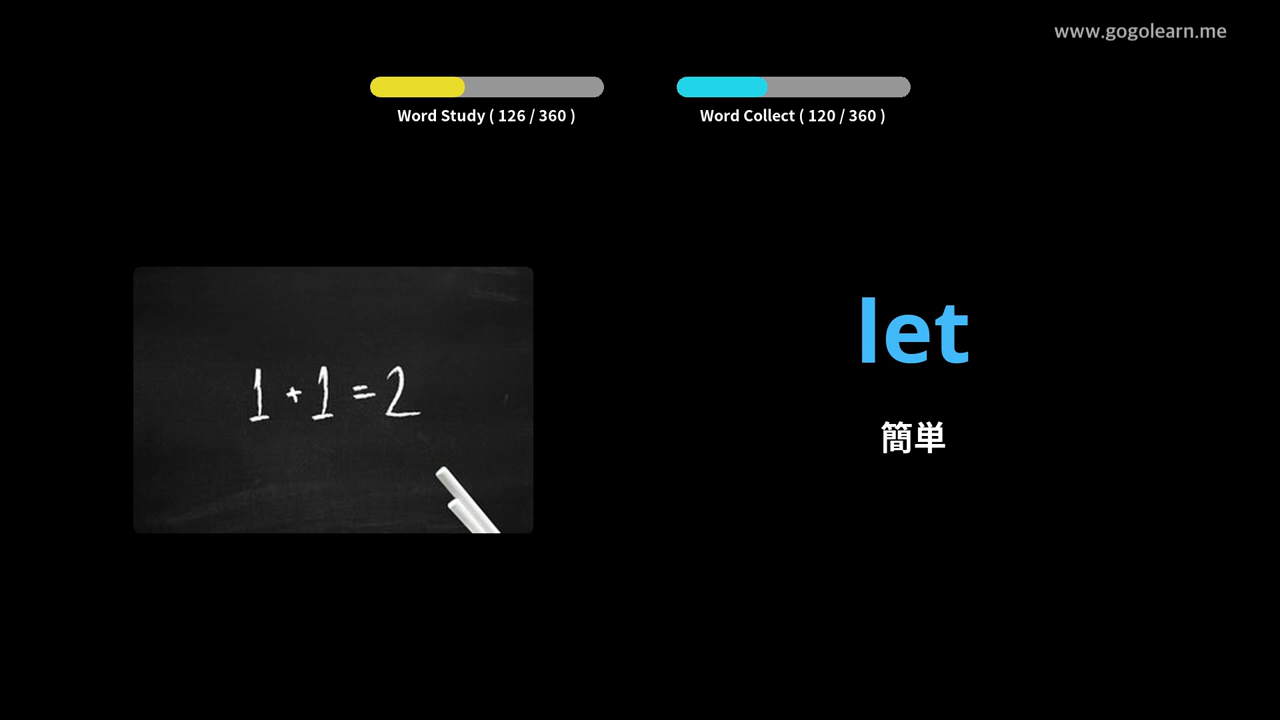 www.gogolearn.me
Word Study ( 126 / 360 )
Word Collect ( 120 / 360 )
1 + 1 = 2
let
簡単